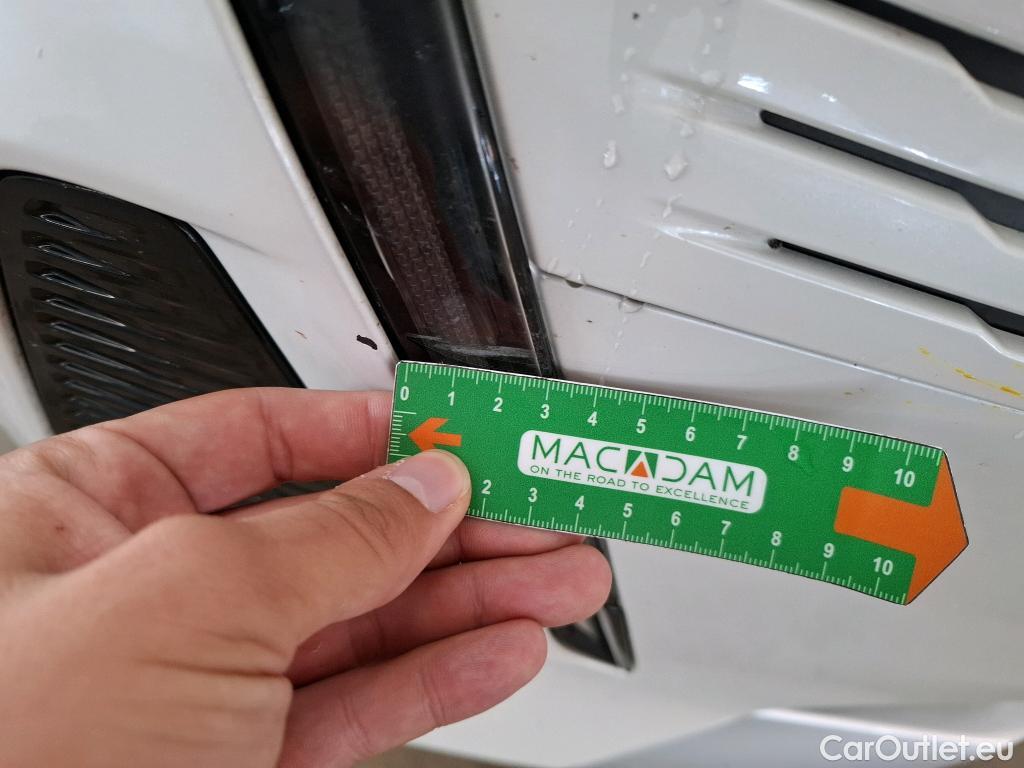 0 1 2 3 4 5 6 7 8 9 10
MACADAM
ON THE ROAD TO EXCELLENCE
2 3 4 5 6 7 8 9 10
CarOutlet.eu